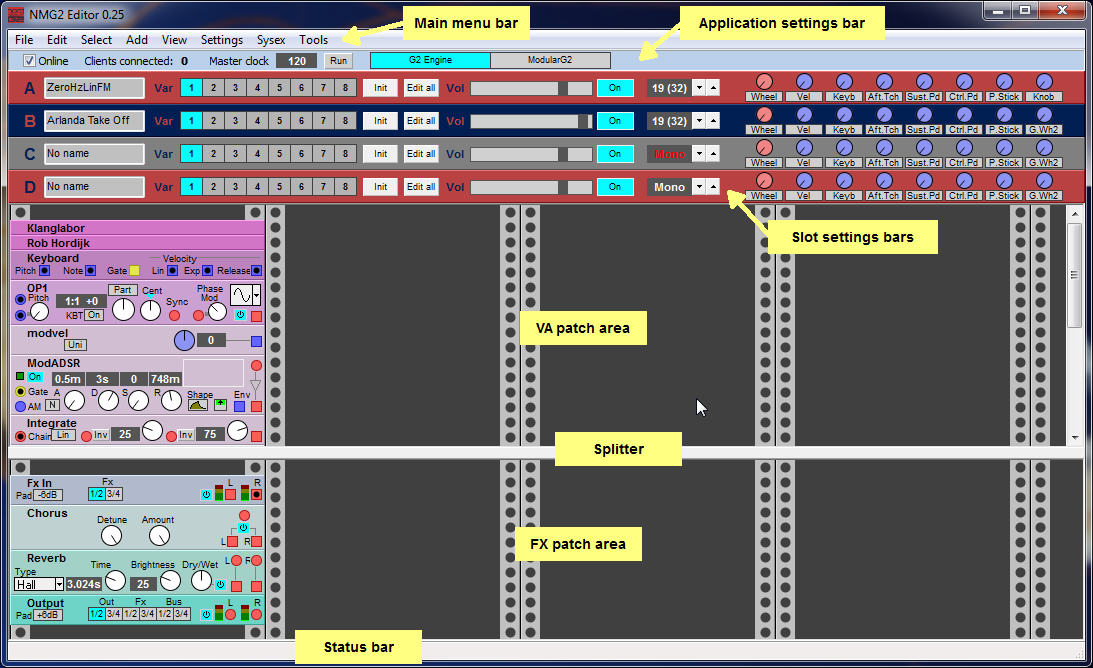 NMG2 Editor 0.25
Main menu bar
Application settings bar
File Edit Select Add View Settings Sysex Tools
Online Clients connected: 0 Master clock 120 Run G2 Engine ModularG2
A ZeroHzLinFM Var 1 2 3 4 5 6 7 8 Init Edit all Vol On 19 (32)
Wheel Vel Keyb Aft.Tch Sust.Pd Ctrl.Pd P.Stick Knob
B Arlanda Take Off Var 1 2 3 4 5 6 7 8 Init Edit all Vol On 19 (32)
Wheel Vel Keyb Aft.Tch Sust.Pd Ctrl.Pd P.Stick G.Wh2
C No name Var 1 2 3 4 5 6 7 8 Init Edit all Vol On Mono
Wheel Vel Keyb Aft.Tch Sust.Pd Ctrl.Pd P.Stick G.Wh2
D No name Var 1 2 3 4 5 6 7 8 Init Edit all Vol On Mono
Wheel Vel Keyb Aft.Tch Sust.Pd Ctrl.Pd P.Stick G.Wh2
Slot settings bars
Klanglabor
Rob Hordijk
Keyboard Velocity
Pitch Note Gate Lin Exp Release
OP1 Part Cent Phase
Pitch 1:1 +0 Sync Mod
KBT On
modvel
Uni 0
ModADSR
On 0.5m 3s 0 748m
Gate A D S R Shape Env
AM N
Integrate
Chain Lin Inv 25 Inv 75
VA patch area
Splitter
Fx In Fx L R
Pad -6dB 1/2 3/4
Chorus
Detune Amount
L R
FX patch area
Reverb Time Brightness Dry/Wet L R
Type
Hall 3.024s 25
Output Out Fx Bus L R
Pad +6dB 1/2 3/4 1/2 3/4 1/2 3/4
Status bar